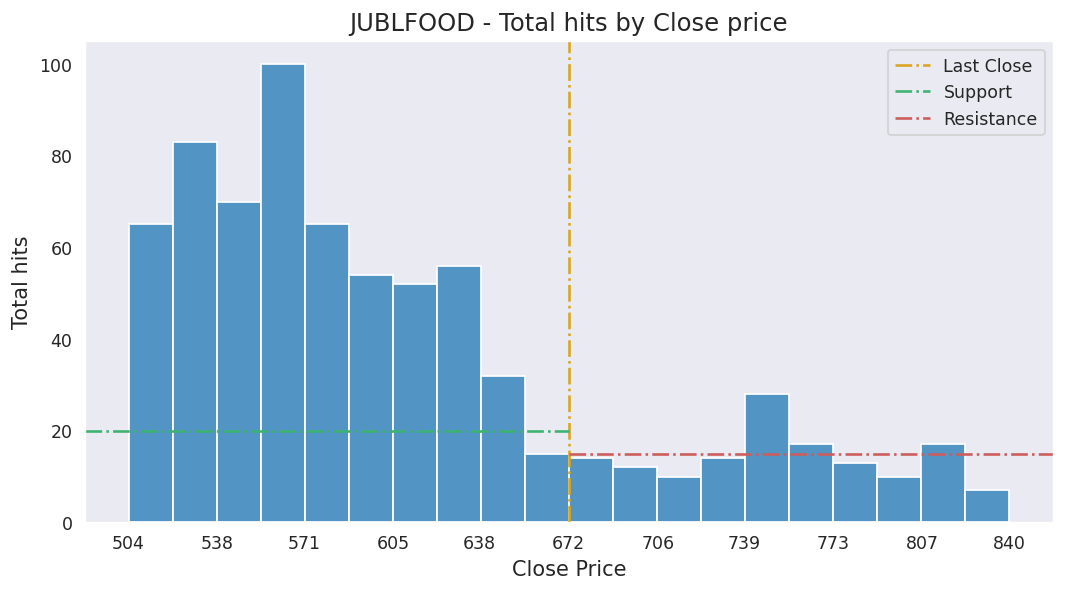 JUBLFOOD - Total hits by Close price
Last Close
Support
Resistance
Total hits
100
80
60
40
20
0
504 538 571 605 638 672 706 739 773 807 840
Close Price